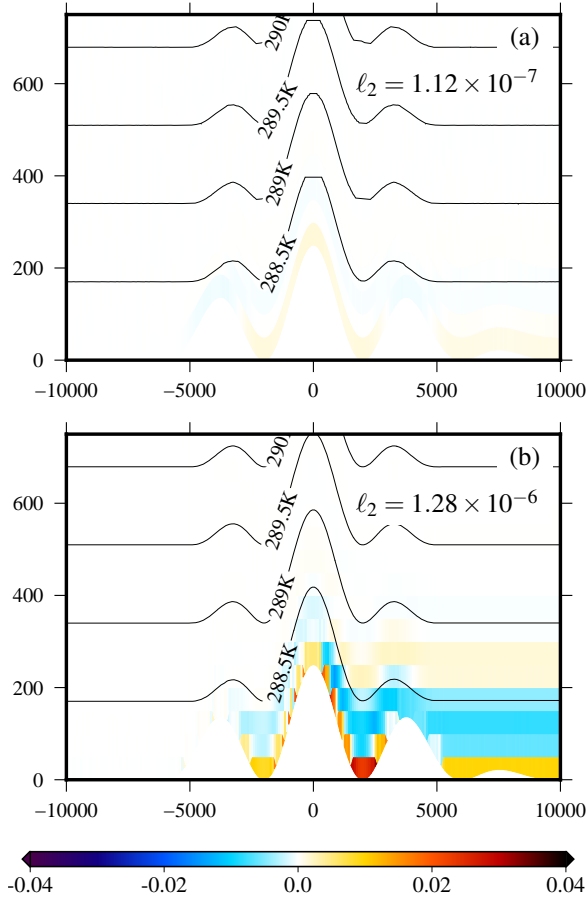 (a)
ℓ₂ = 1.12 × 10⁻⁷
290K
289.5K
289K
288.5K
600
400
200
0
−10000 −5000 0 5000 10000
(b)
ℓ₂ = 1.28 × 10⁻⁶
290
289.5K
289K
288.5K
600
400
200
0
−10000 −5000 0 5000 10000
-0.04 -0.02 0.0 0.02 0.04